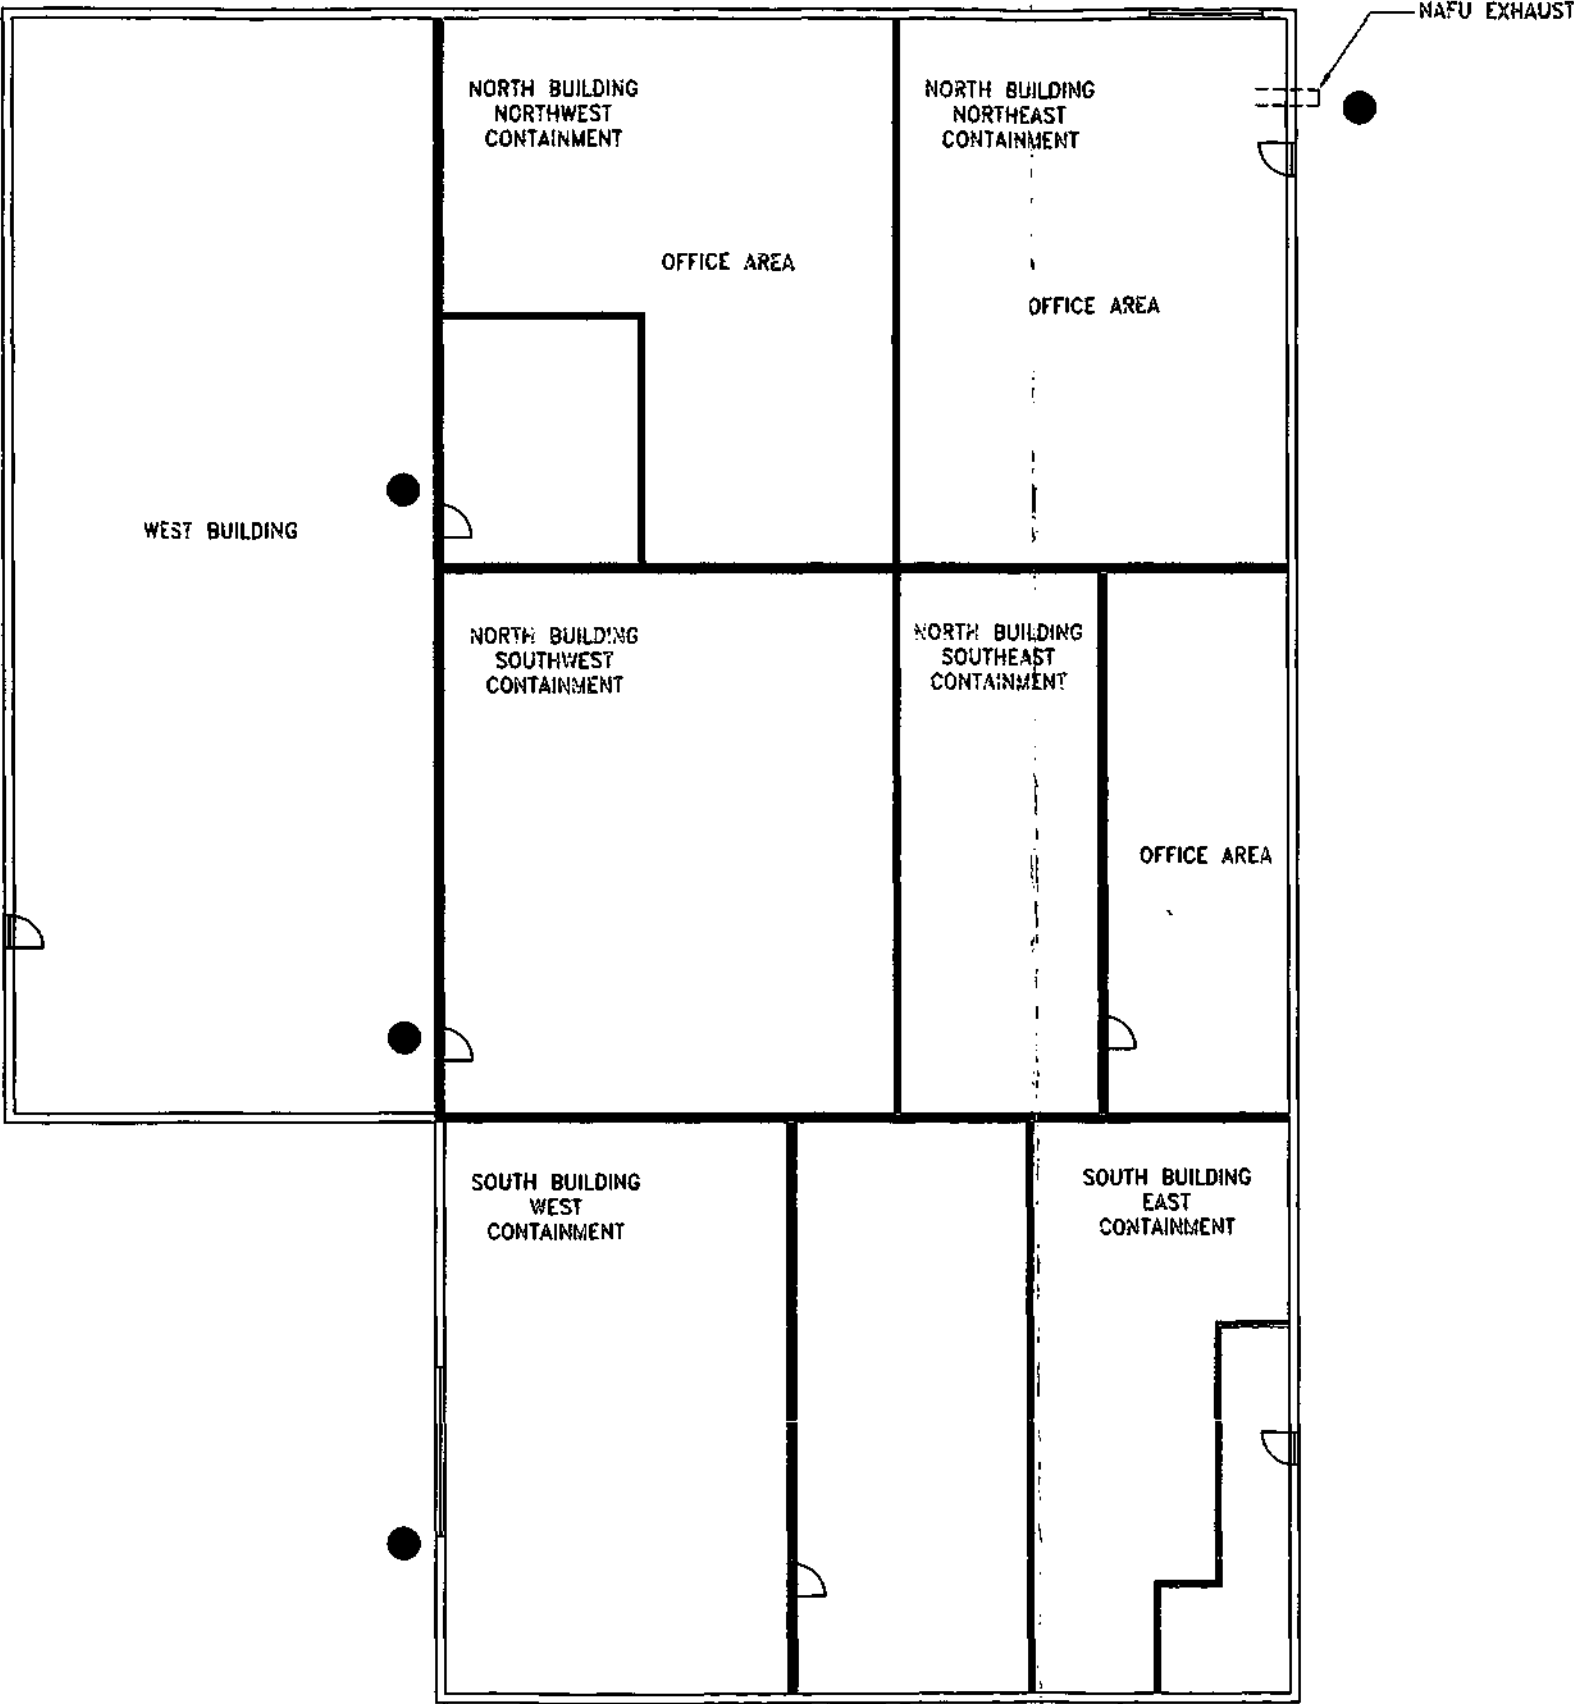 NAFU EXHAUST
NORTH BUILDING
NORTHWEST
CONTAINMENT
NORTH BUILDING
NORTHEAST
CONTAINMENT
OFFICE AREA
OFFICE AREA
WEST BUILDING
NORTH BUILDING
SOUTHWEST
CONTAINMENT
NORTH BUILDING
SOUTHEAST
CONTAINMENT
OFFICE AREA
SOUTH BUILDING
WEST
CONTAINMENT
SOUTH BUILDING
EAST
CONTAINMENT